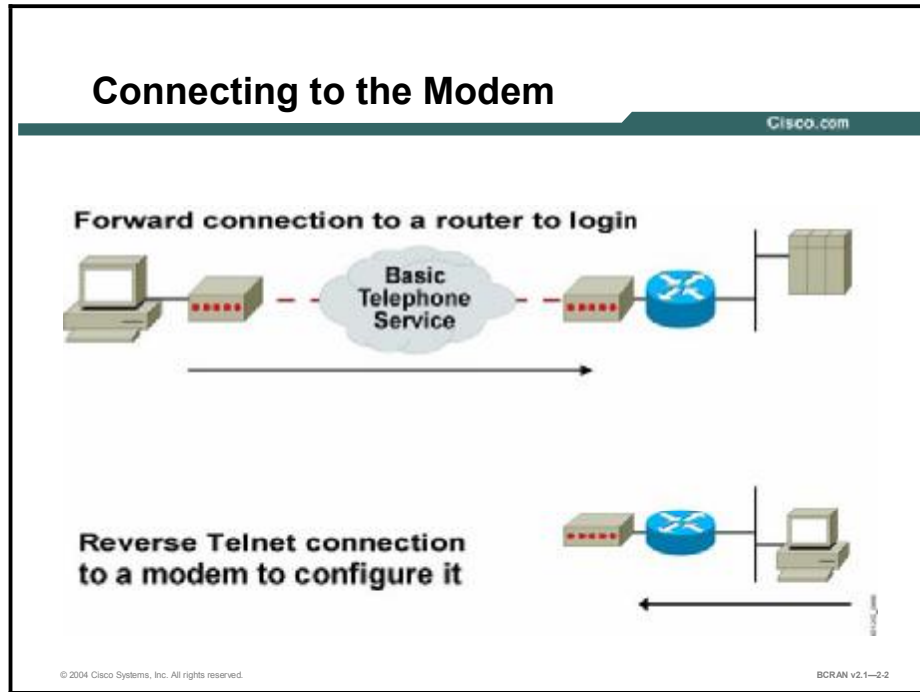 Connecting to the Modem
Cisco.com
Forward connection to a router to login
Basic
Telephone
Service
Reverse Telnet connection
to a modem to configure it
© 2004 Cisco Systems, Inc. All rights reserved.
BCRAN v2.1—2-2